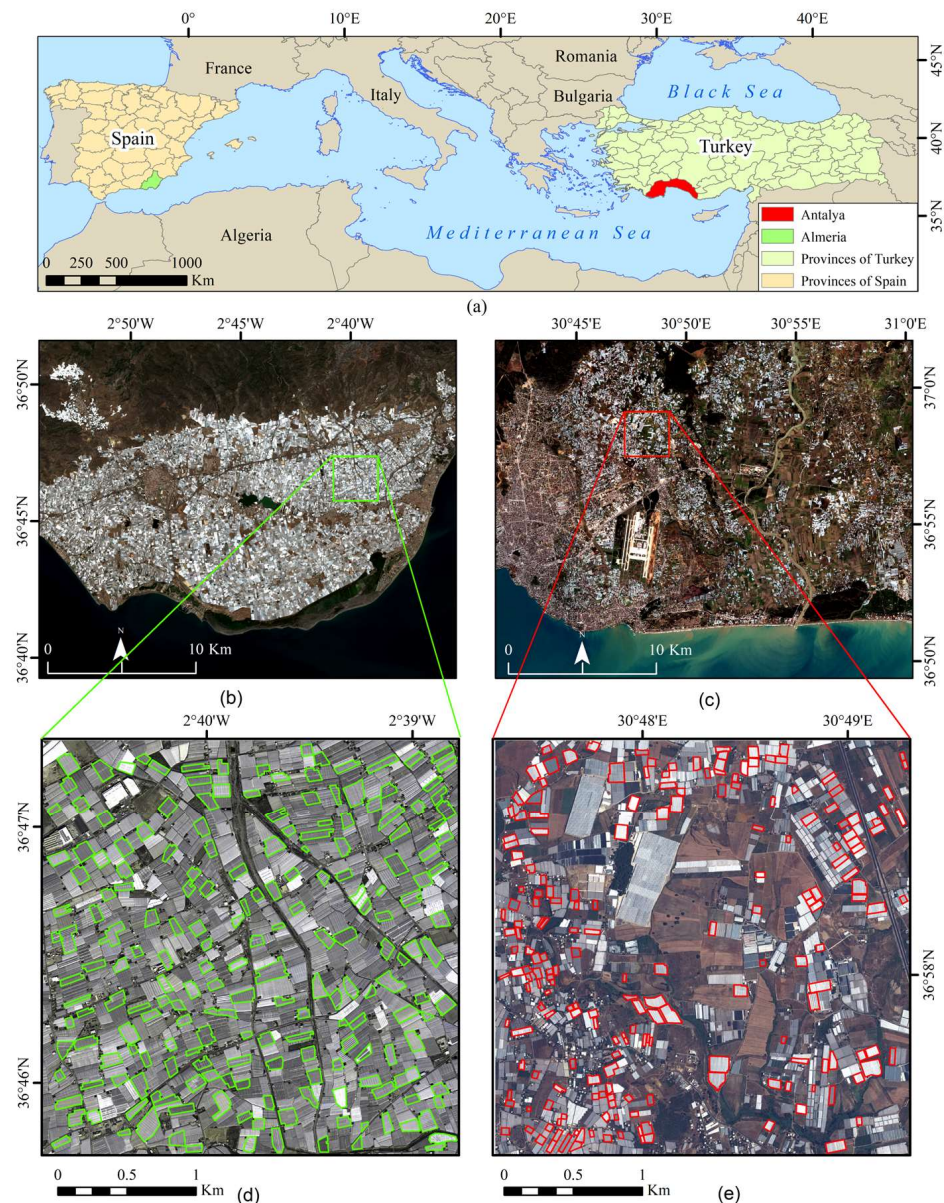 0° 10°E 20°E 30°E 40°E
France
Romania
45°N
Italy
Bulgaria
Black Sea
Spain
Turkey
40°N
35°N
Algeria
Mediterranean Sea
0 250 500 1000
Km
Antalya
Almeria
Provinces of Turkey
Provinces of Spain
(a)
2°50'W 2°45'W 2°40'W
36°50'N
36°45'N
36°40'N
N
0 10 Km
(b)
30°45'E 30°50'E 30°55'E 31°0'E
37°0'N
36°55'N
36°50'N
N
0 10 Km
(c)
2°40'W 2°39'W
36°47'N
36°46'N
0 0.5 1
Km
(d)
30°48'E 30°49'E
36°58'N
0 0.5 1
Km
(e)